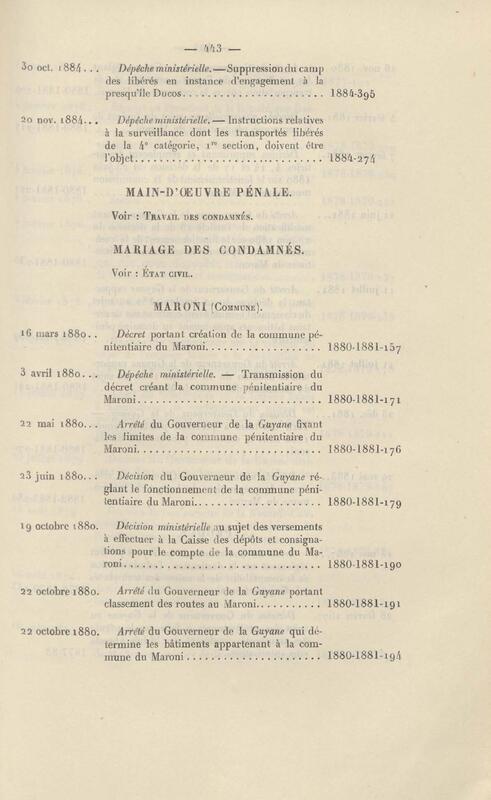 — 443 —
30 oct. 1884... Dépêche ministérielle. — Suppression du camp
des libérés en instance d'engagement à la
presqu'île Ducos..................... 1884-395
20 nov. 1884... Dépêche ministérielle. — Instructions relatives
à la surveillance dont les transportés libérés
de la 4e catégorie, 1re section, doivent être
l'objet............................... 1884-274
MAIN-D'ŒUVRE PÉNALE.
Voir : TRAVAIL DES CONDAMNÉS.
MARIAGE DES CONDAMNÉS.
Voir : ÉTAT CIVIL.
MARONI (COMMUNE).
16 mars 1880.. Décret portant création de la commune pé-
nitentiaire du Maroni.................. 1880-1881-157
3 avril 1880... Dépêche ministérielle. — Transmission du
décret créant la commune pénitentiaire du
Maroni............................... 1880-1881-171
22 mai 1880... Arrêté du Gouverneur de la Guyane fixant
les limites de la commune pénitentiaire du
Maroni............................... 1880-1881-176
23 juin 1880... Décision du Gouverneur de la Guyane ré-
glant le fonctionnement de la commune péni-
tentiaire du Maroni.................... 1880-1881-179
19 octobre 1880. Décision ministérielle au sujet des versements
à effectuer à la Caisse des dépôts et consigna-
tions pour le compte de la commune du Ma-
roni................................. 1880-1881-190
22 octobre 1880. Arrêté du Gouverneur de la Guyane portant
classement des routes au Maroni........... 1880-1881-191
22 octobre 1880. Arrêté du Gouverneur de la Guyane qui dé-
termine les bâtiments appartenant à la com-
mune du Maroni...................... 1880-1881-194